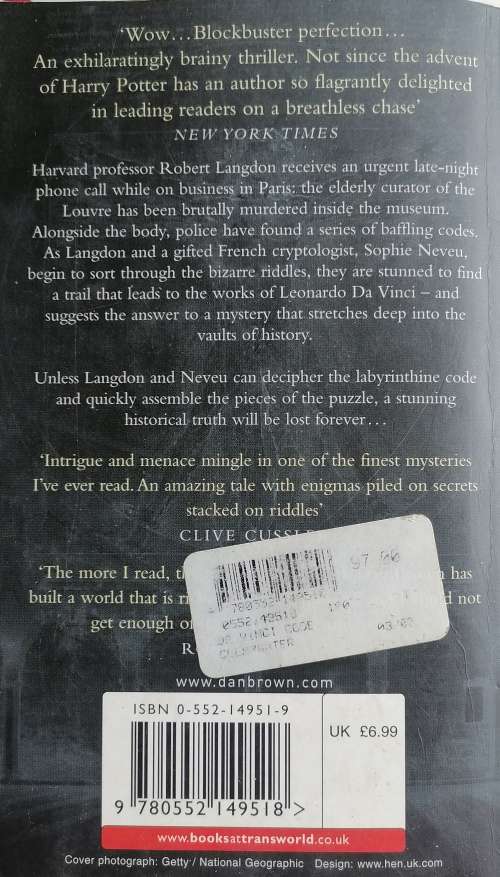 ‘Wow...Blockbuster perfection...
An exhilaratingly brainy thriller. Not since the advent
of Harry Potter has an author so flagrantly delighted
in leading readers on a breathless chase’
NEW YORK TIMES
Harvard professor Robert Langdon receives an urgent late-night
phone call while on business in Paris: the elderly curator of the
Louvre has been brutally murdered inside the museum.
Alongside the body, police have found a series of baffling codes.
As Langdon and a gifted French cryptologist, Sophie Neveu,
begin to sort through the bizarre riddles, they are stunned to find
a trail that leads to the works of Leonardo Da Vinci – and
suggests the answer to a mystery that stretches deep into the
vaults of history.
Unless Langdon and Neveu can decipher the labyrinthine code
and quickly assemble the pieces of the puzzle, a stunning
historical truth will be lost forever...
‘Intrigue and menace mingle in one of the finest mysteries
I’ve ever read. An amazing tale with enigmas piled on secrets
stacked on riddles’
CLIVE
‘The more I read, has
built a world that is not
get enough
CODE
www.danbrown.com
ISBN 0-552-14951-9
UK £6.99
9 780552 149518 >
www.booksattransworld.co.uk
Cover photograph: Getty / National Geographic Design: www.hen.uk.com